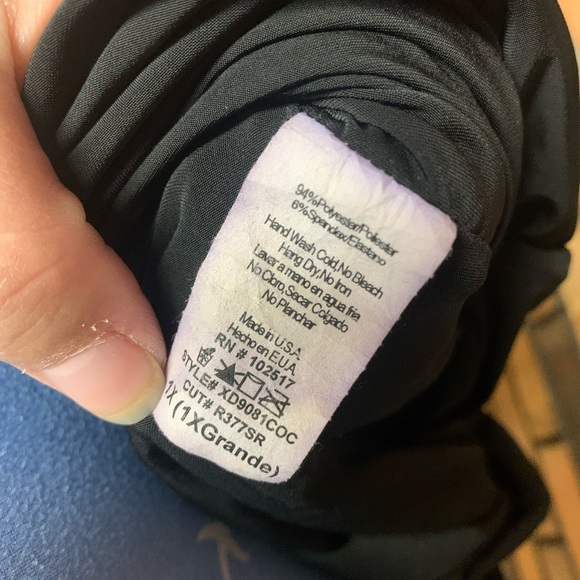 94%Polyester/Poliester
6%Spandex/Elastano
Hand Wash Cold,No Bleach
Hang Dry,No Iron
Lavar a mano en agua fria
No Cloro,Secar Colgado
No Planchar
Made in U.S.A.
Hecho en E.U.A.
RN # 102517
STYLE# XD9081COC
CUT# R377SR
1X (1XGrande)